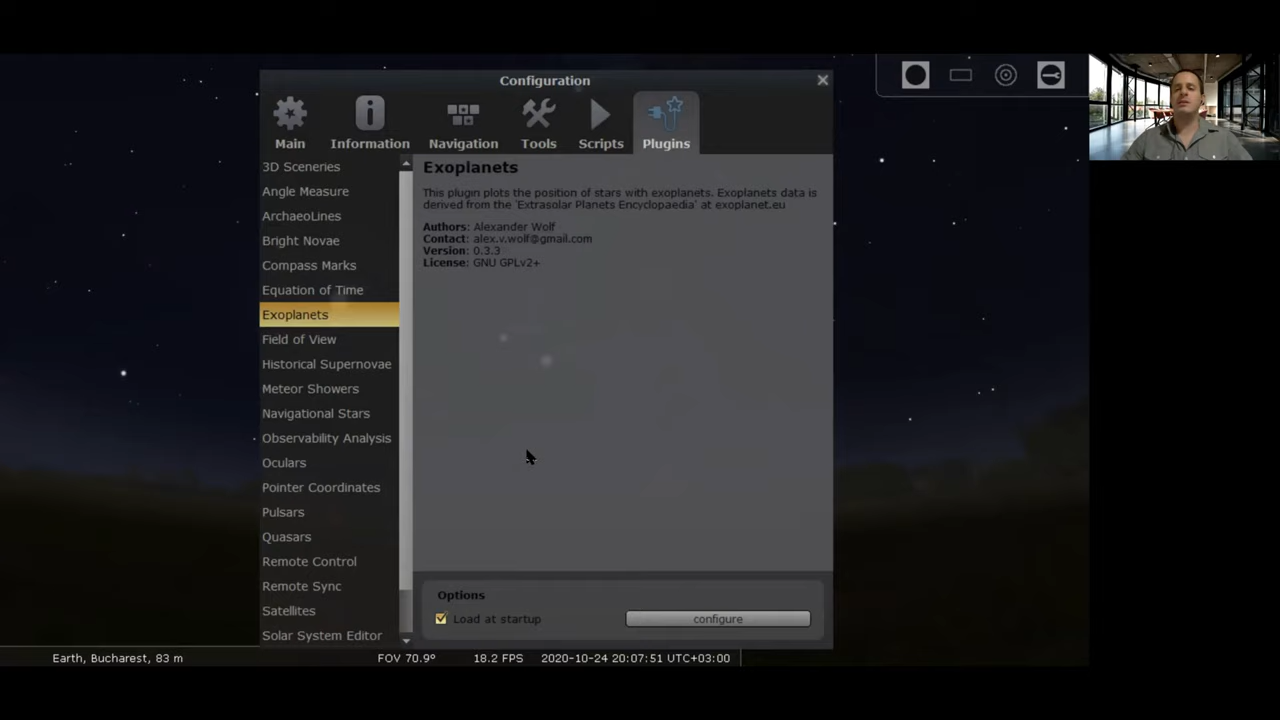 Configuration
Main
Information
Navigation
Tools
Scripts
Plugins
3D Sceneries
Angle Measure
ArchaeoLines
Bright Novae
Compass Marks
Equation of Time
Exoplanets
Field of View
Historical Supernovae
Meteor Showers
Navigational Stars
Observability Analysis
Oculars
Pointer Coordinates
Pulsars
Quasars
Remote Control
Remote Sync
Satellites
Solar System Editor
Exoplanets
This plugin plots the position of stars with exoplanets. Exoplanets data is
derived from the 'Extrasolar Planets Encyclopaedia' at exoplanet.eu
Authors: Alexander Wolf
Contact: alex.v.wolf@gmail.com
Version: 0.3.3
License: GNU GPLv2+
Options
Load at startup
configure
Earth, Bucharest, 83 m
FOV 70.9°
18.2 FPS
2020-10-24 20:07:51 UTC+03:00